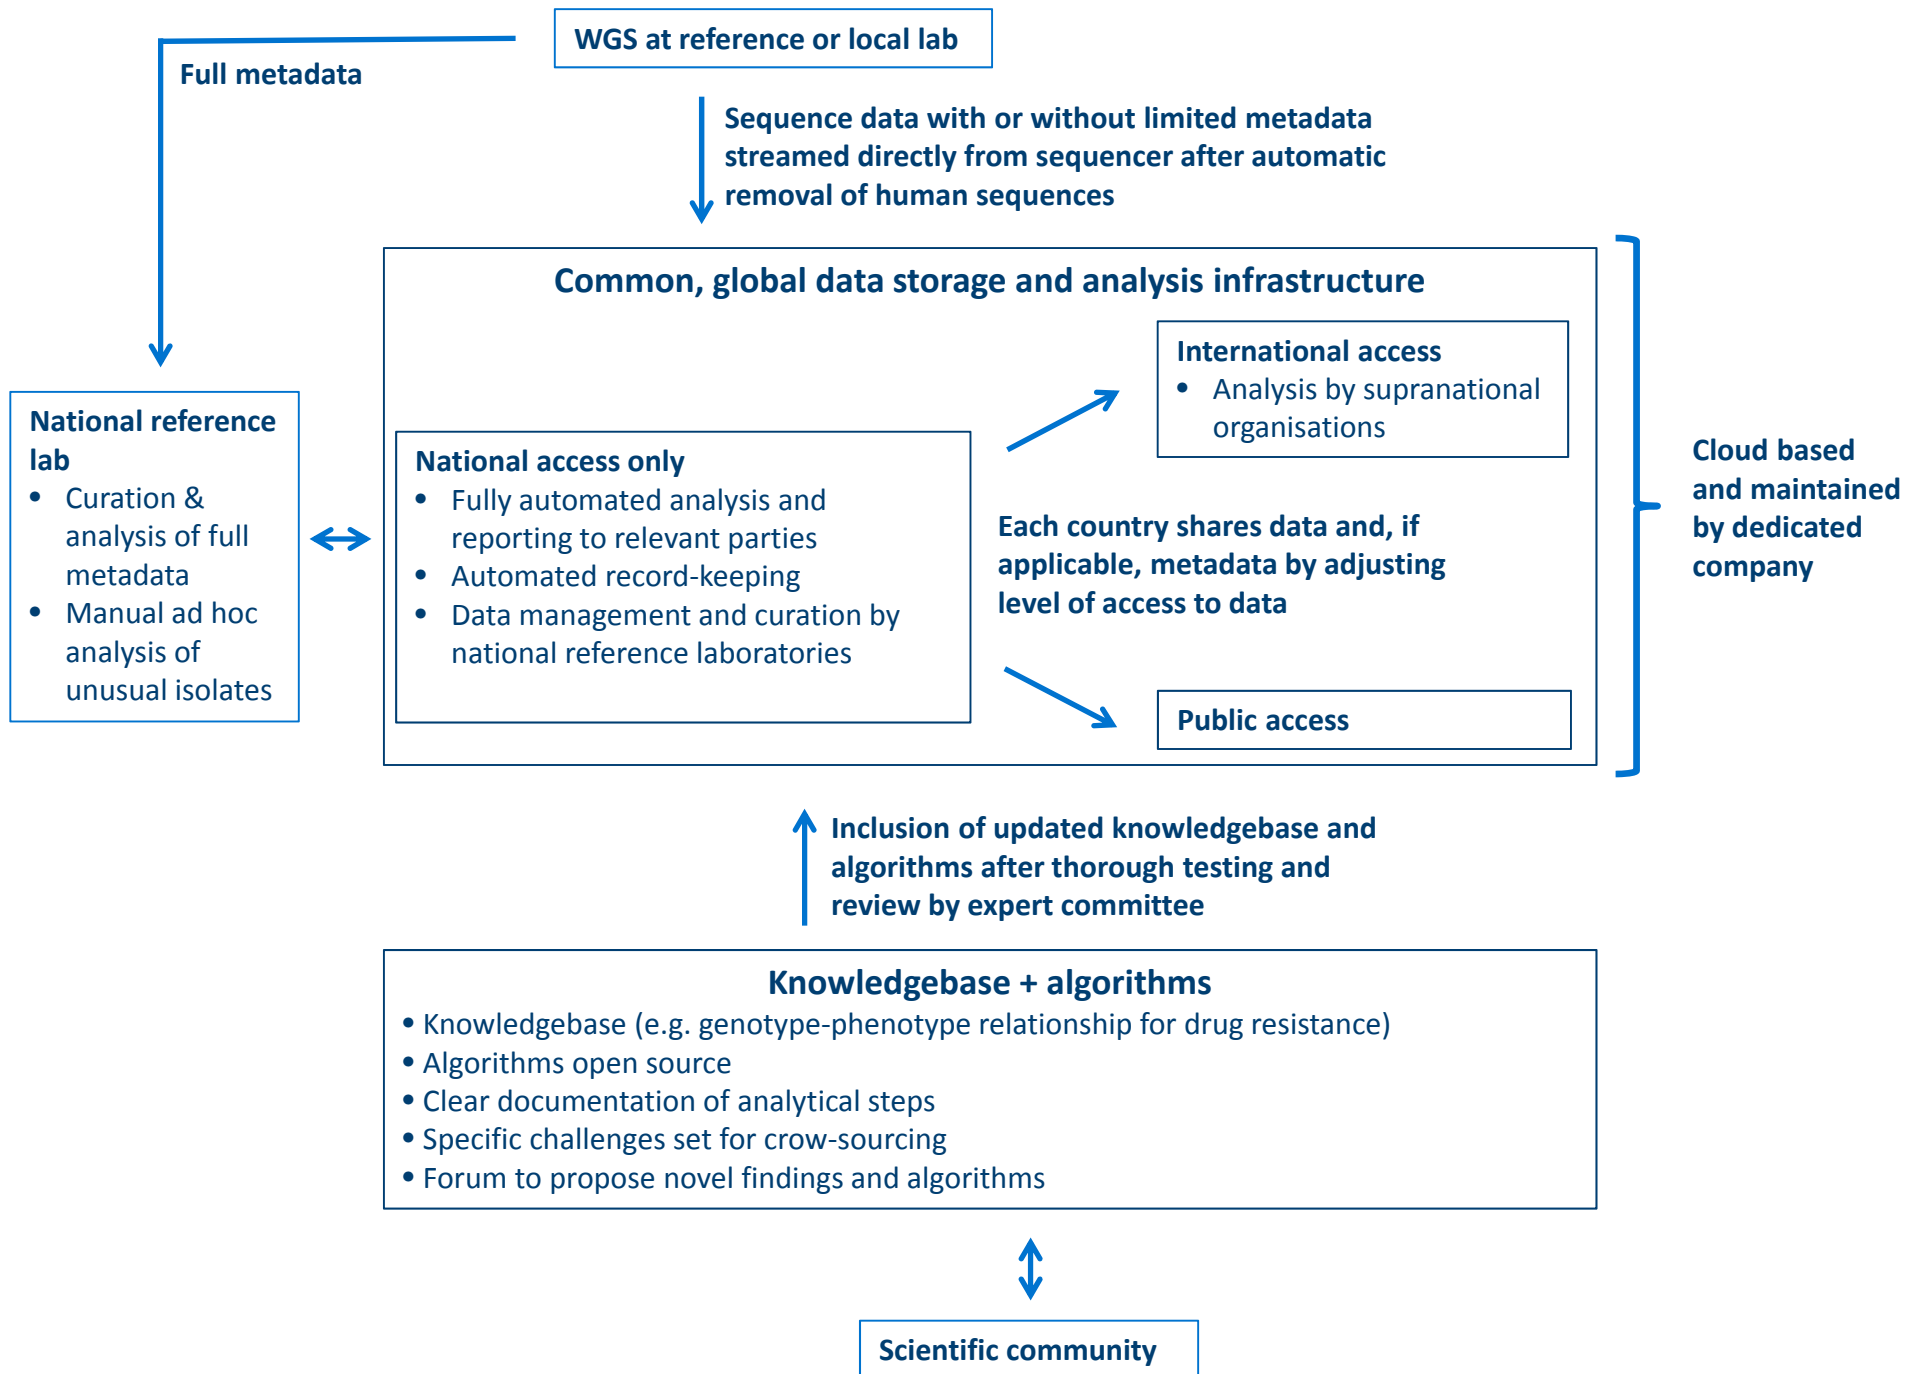 WGS at reference or local lab
Full metadata
Sequence data with or without limited metadata
streamed directly from sequencer after automatic
removal of human sequences
Common, global data storage and analysis infrastructure
International access
• Analysis by supranational
organisations
National reference
lab
• Curation &
analysis of full
metadata
• Manual ad hoc
analysis of
unusual isolates
National access only
• Fully automated analysis and
reporting to relevant parties
• Automated record-keeping
• Data management and curation by
national reference laboratories
Each country shares data and, if
applicable, metadata by adjusting
level of access to data
Public access
Cloud based
and maintained
by dedicated
company
Inclusion of updated knowledgebase and
algorithms after thorough testing and
review by expert committee
Knowledgebase + algorithms
• Knowledgebase (e.g. genotype-phenotype relationship for drug resistance)
• Algorithms open source
• Clear documentation of analytical steps
• Specific challenges set for crow-sourcing
• Forum to propose novel findings and algorithms
Scientific community